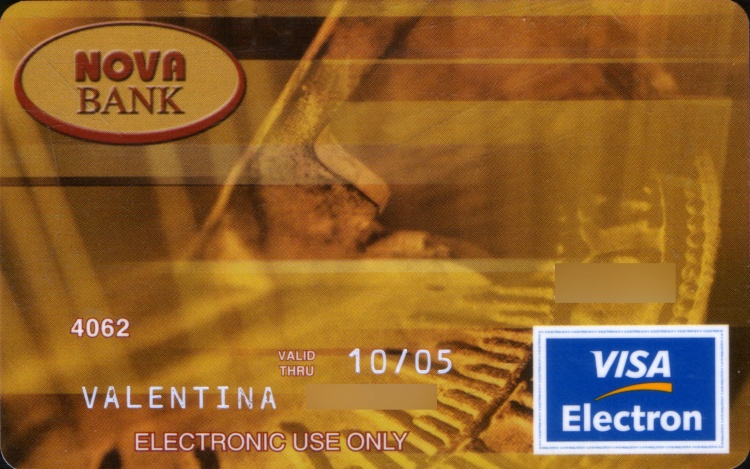 NOVA
BANK
4062
VALID
THRU
10/05
VALENTINA
ELECTRONIC USE ONLY
VISA
Electron